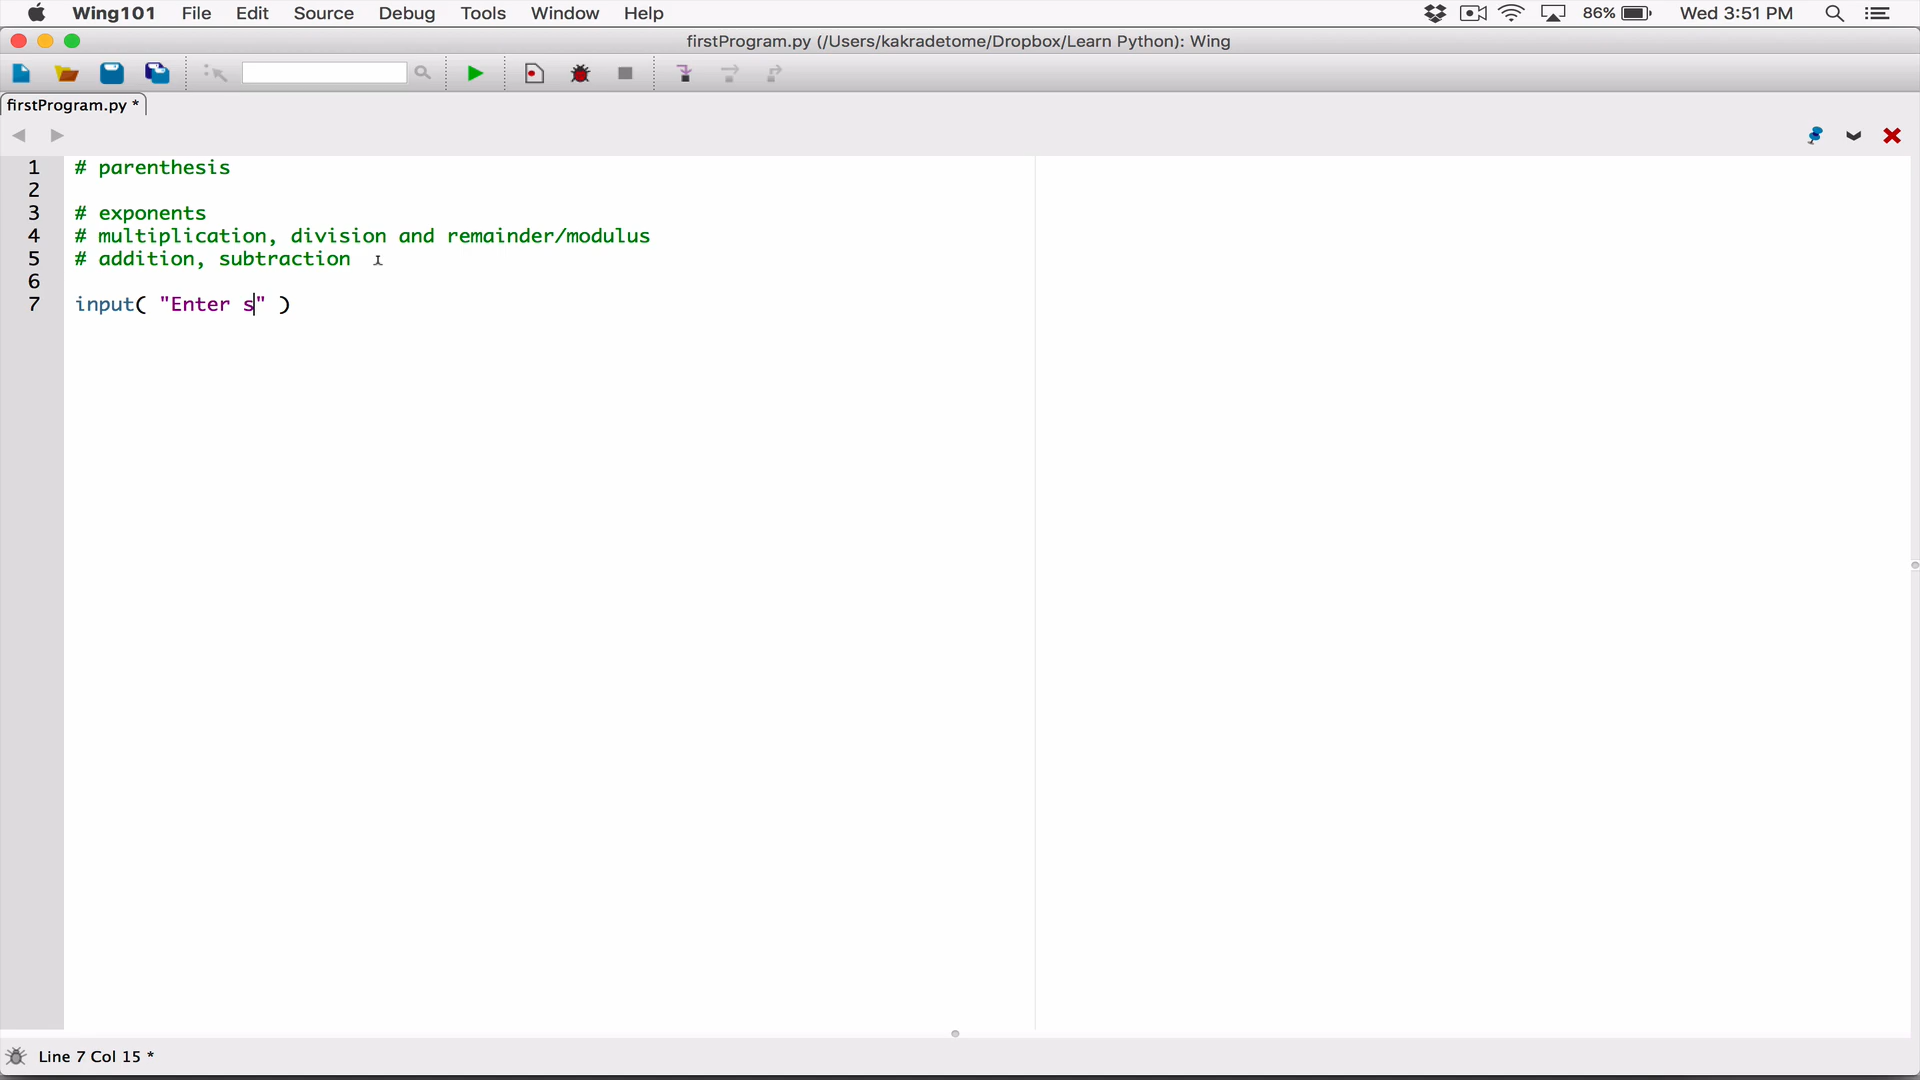 Wing101 File Edit Source Debug Tools Window Help 86% Wed 3:51 PM
firstProgram.py (/Users/kakradetome/Dropbox/Learn Python): Wing
firstProgram.py *
1 # parenthesis
2
3 # exponents
4 # multiplication, division and remainder/modulus
5 # addition, subtraction
6
7 input( "Enter s" )
Line 7 Col 15 *